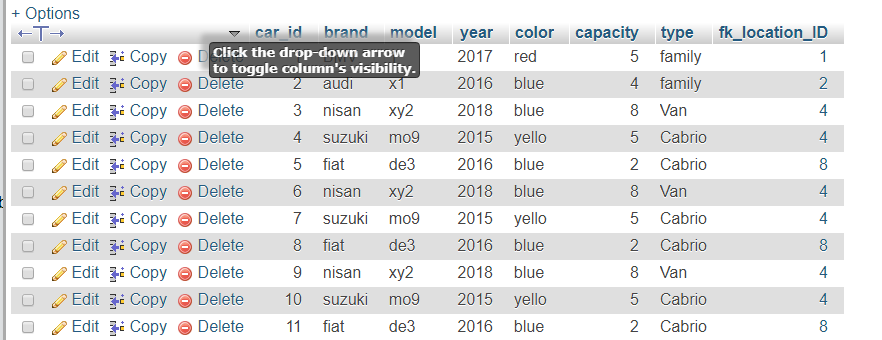 + Options
car_id brand model year color capacity type fk_location_ID
Click the drop-down arrow
to toggle column's visibility.
Edit Copy 2017 red 5 family 1
Edit Copy Delete 2 audi x1 2016 blue 4 family 2
Edit Copy Delete 3 nisan xy2 2018 blue 8 Van 4
Edit Copy Delete 4 suzuki mo9 2015 yello 5 Cabrio 4
Edit Copy Delete 5 fiat de3 2016 blue 2 Cabrio 8
Edit Copy Delete 6 nisan xy2 2018 blue 8 Van 4
Edit Copy Delete 7 suzuki mo9 2015 yello 5 Cabrio 4
Edit Copy Delete 8 fiat de3 2016 blue 2 Cabrio 8
Edit Copy Delete 9 nisan xy2 2018 blue 8 Van 4
Edit Copy Delete 10 suzuki mo9 2015 yello 5 Cabrio 4
Edit Copy Delete 11 fiat de3 2016 blue 2 Cabrio 8